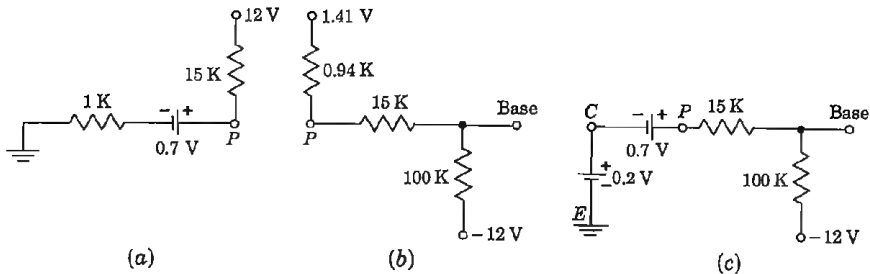 12 V
15 K
1 K
- +
0.7 V
P
(a)
1.41 V
0.94 K
P
15 K
Base
100 K
-12 V
(b)
C
- +
0.7 V
P
15 K
Base
+
- 0.2 V
E
100 K
-12 V
(c)